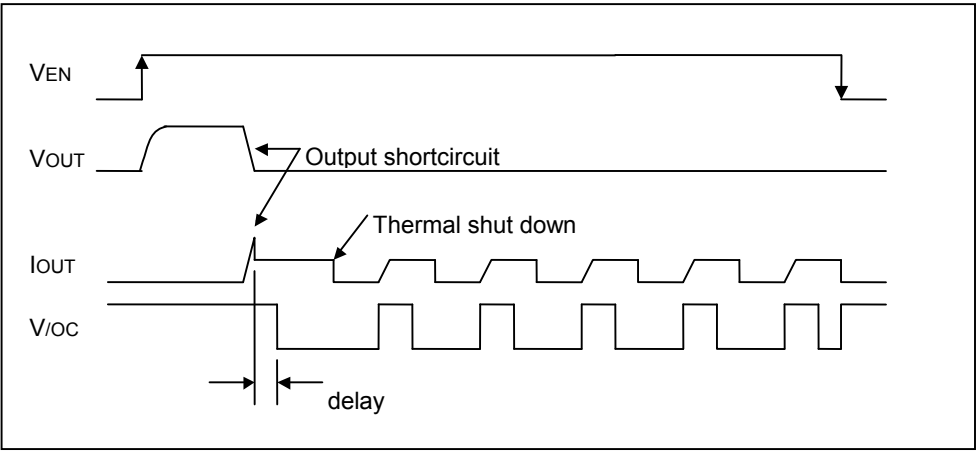 VEN
VOUT
Output shortcircuit
Thermal shut down
IOUT
V/OC
delay